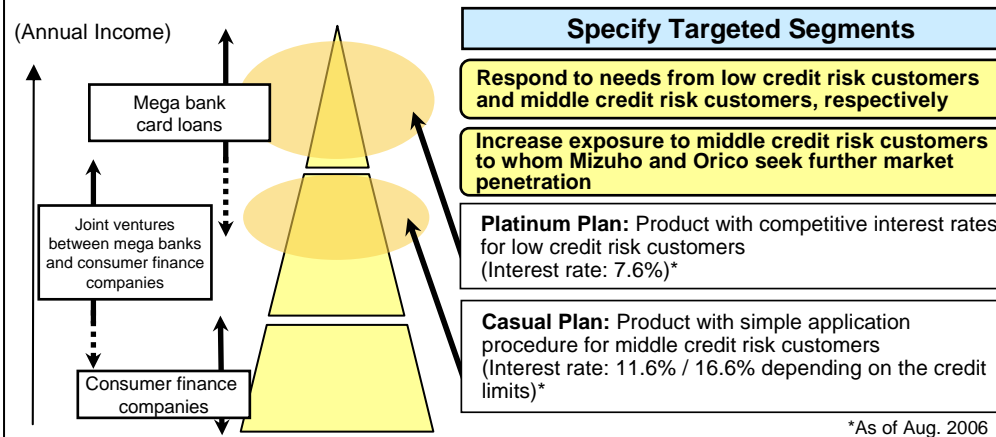 (Annual Income)
Mega bank
card loans
Joint ventures
between mega banks
and consumer finance
companies
Consumer finance
companies
Specify Targeted Segments
Respond to needs from low credit risk customers
and middle credit risk customers, respectively
Increase exposure to middle credit risk customers
to whom Mizuho and Orico seek further market
penetration
Platinum Plan: Product with competitive interest rates
for low credit risk customers
(Interest rate: 7.6%)*
Casual Plan: Product with simple application
procedure for middle credit risk customers
(Interest rate: 11.6% / 16.6% depending on the credit
limits)*
*As of Aug. 2006